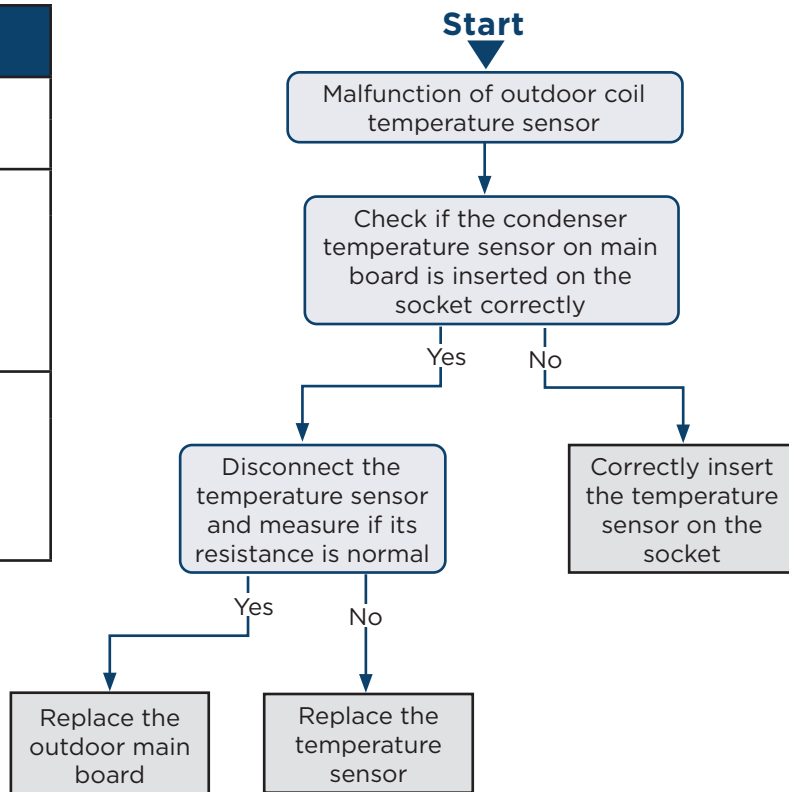 Start
Malfunction of outdoor coil
temperature sensor
Check if the condenser
temperature sensor on main
board is inserted on the
socket correctly
Yes
No
Disconnect the
temperature sensor
and measure if its
resistance is normal
Correctly insert
the temperature
sensor on the
socket
Yes
No
Replace the
outdoor main
board
Replace the
temperature
sensor